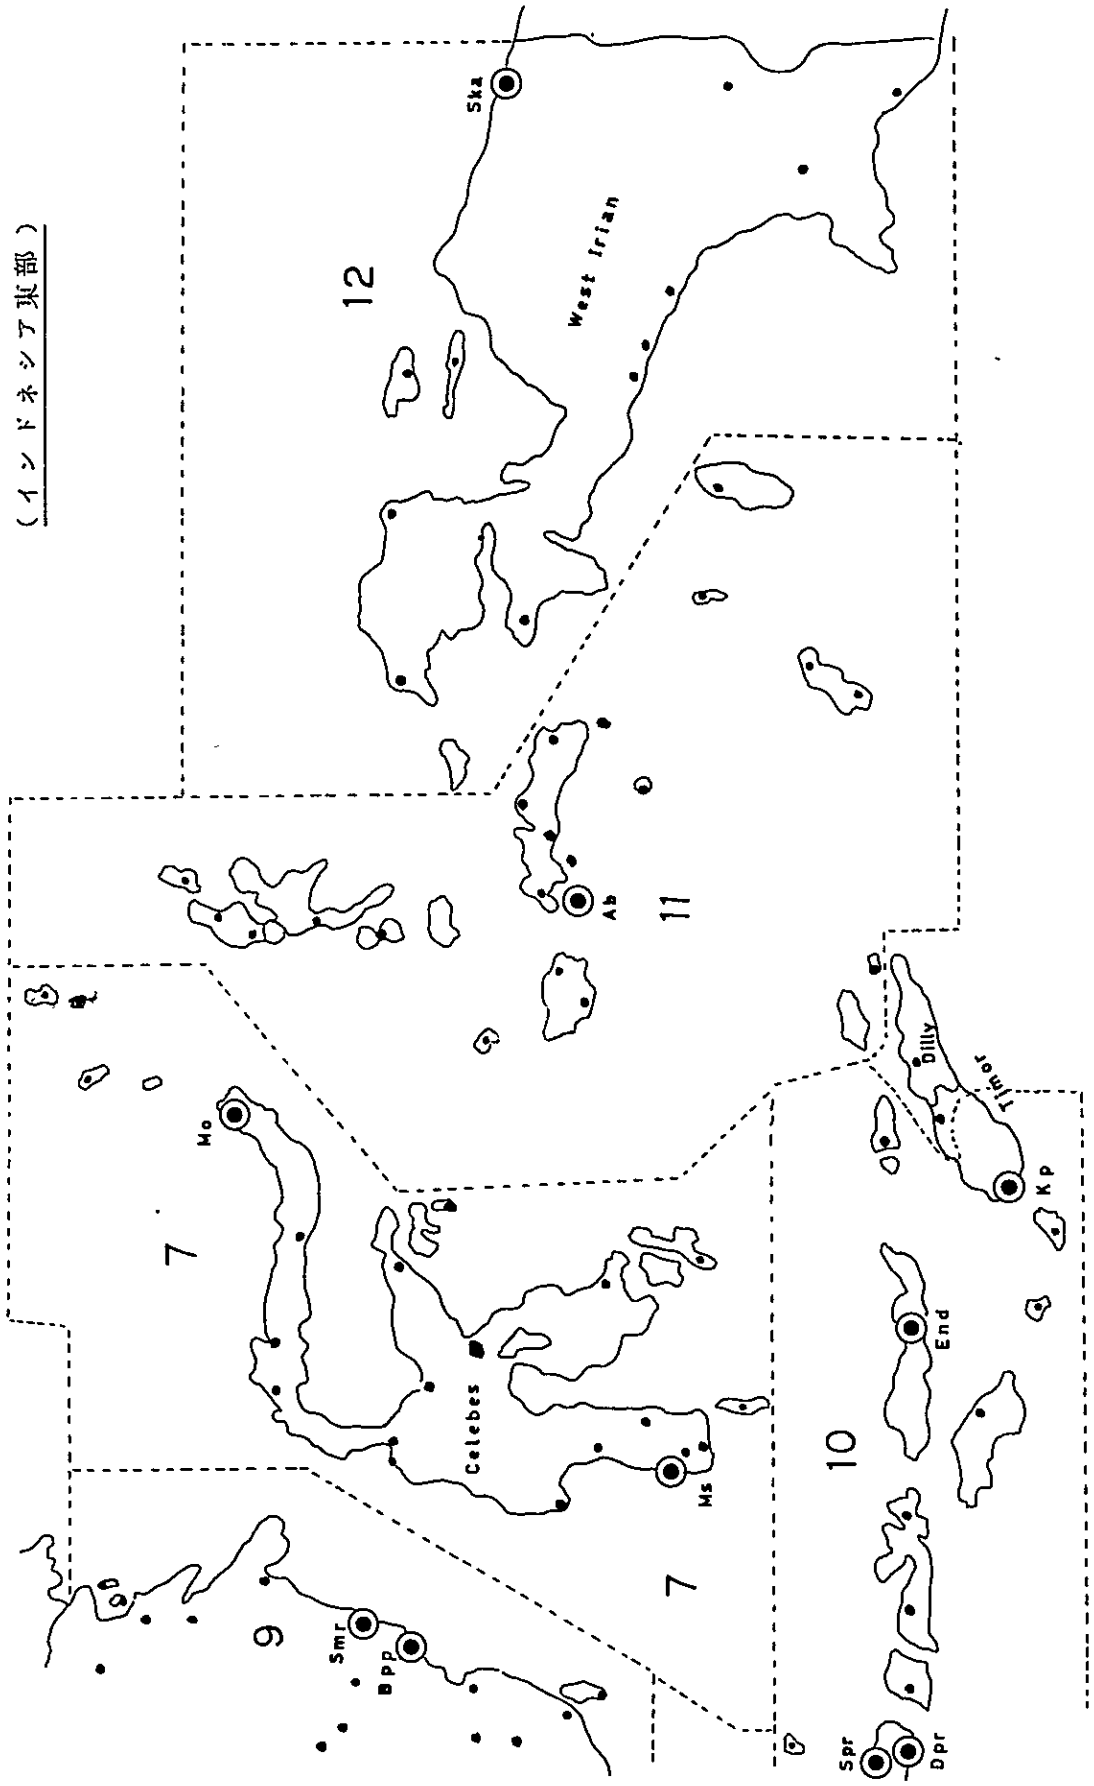 (インドネシア東部)
12
Ska
West Irian
7
Mo
Ab
11
Celebes
Dilly
Timor
Kp
9
Smr
Bpp
7
Ms
10
End
Spr
Dpr